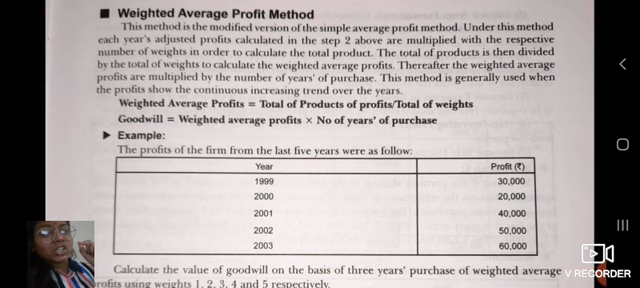 ■ Weighted Average Profit Method
This method is the modified version of the simple average profit method. Under this method
each year's adjusted profits calculated in the step 2 above are multiplied with the respective
number of weights in order to calculate the total product. The total of products is then divided
by the total of weights to calculate the weighted average profits. Thereafter the weighted average
profits are multiplied by the number of years' of purchase. This method is generally used when
the profits show the continuous increasing trend over the years.
Weighted Average Profits = Total of Products of profits/Total of weights
Goodwill = Weighted average profits × No of years' of purchase
▶ Example:
The profits of the firm from the last five years were as follow:
Year Profit (₹)
1999 30,000
2000 20,000
2001 40,000
2002 50,000
2003 60,000
Calculate the value of goodwill on the basis of three years' purchase of weighted average
rofits using weights 1, 2, 3, 4 and 5 respectively.
V RECORDER